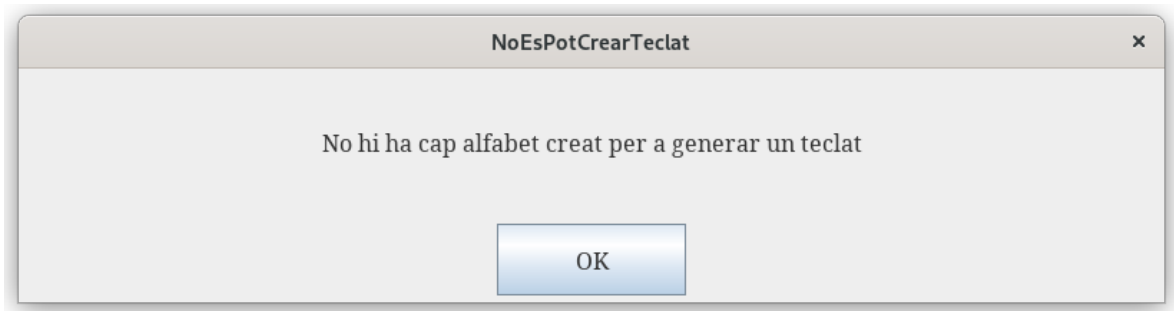 NoEsPotCrearTeclat
No hi ha cap alfabet creat per a generar un teclat
OK